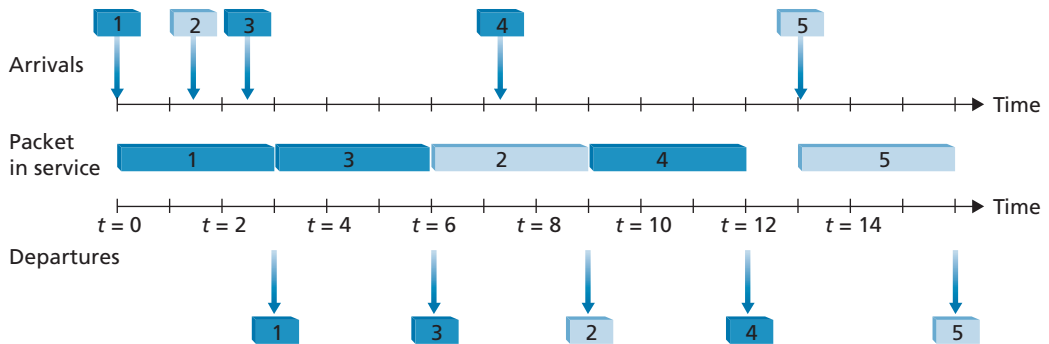 1 2 3 4 5
Arrivals
Time
Packet
in service
1 3 2 4 5
Time
t = 0 t = 2 t = 4 t = 6 t = 8 t = 10 t = 12 t = 14
Departures
1 3 2 4 5